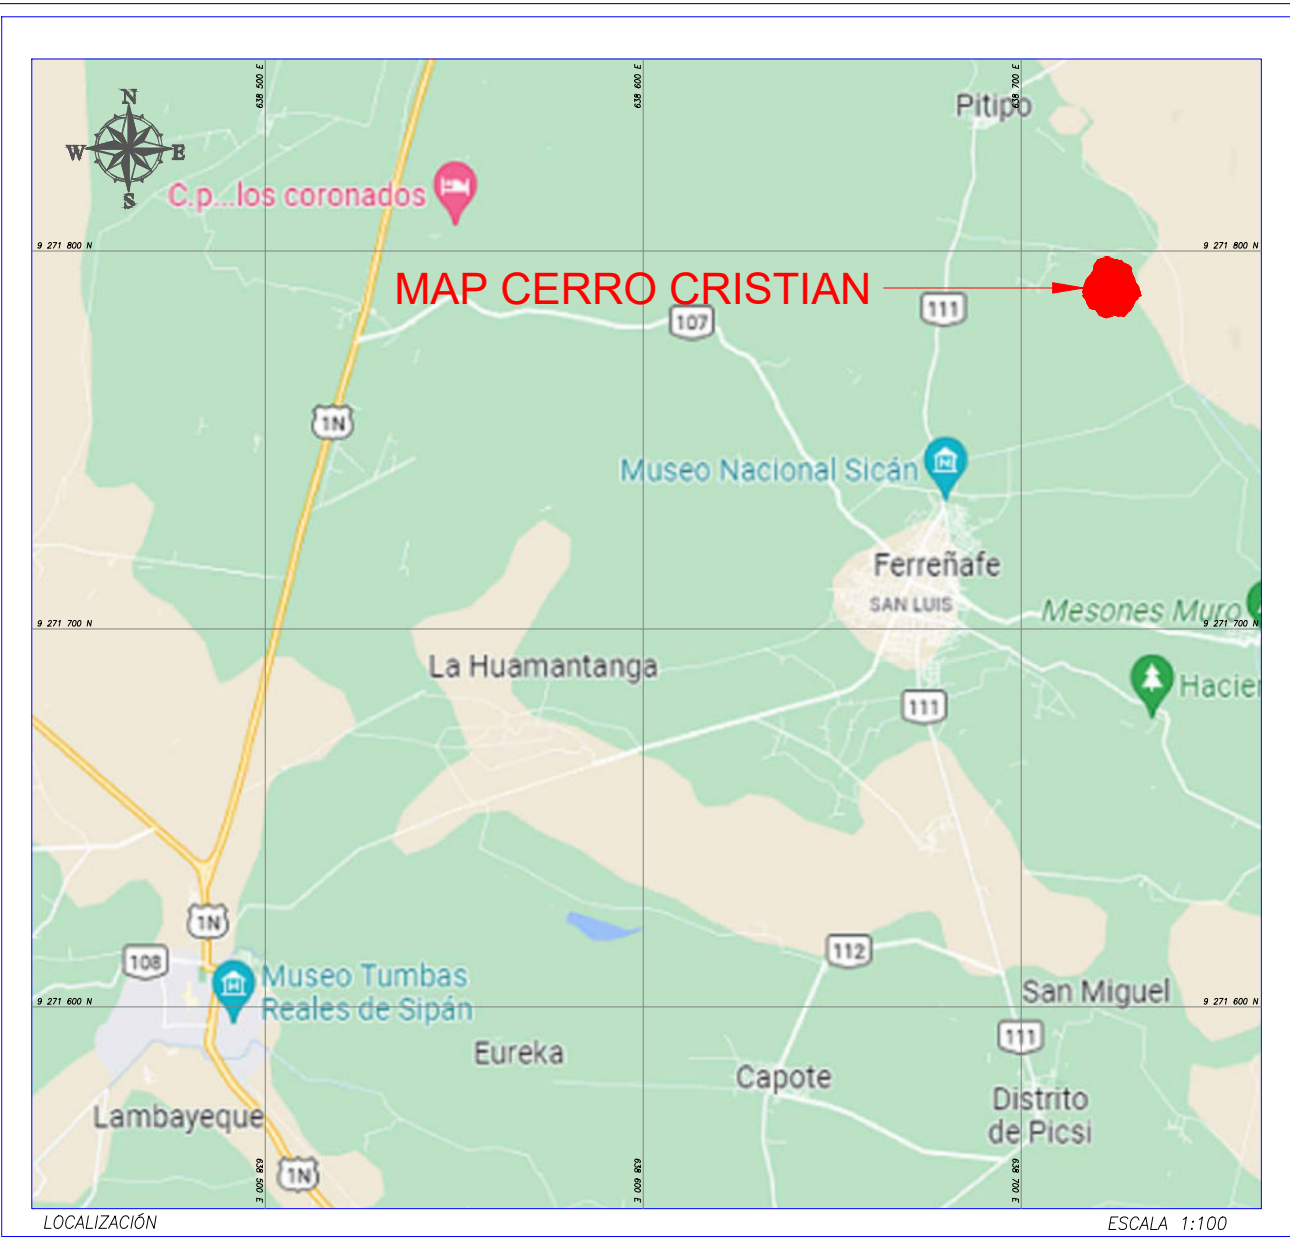 638 500 E
638 600 E
638 700 E
N
W
E
S
Pitipo
C.p...los coronados
9 271 800 N
9 271 800 N
MAP CERRO CRISTIAN
111
107
1N
Museo Nacional Sicán
Ferreñafe
SAN LUIS
Mesones Muro
9 271 700 N
9 271 700 N
La Huamantanga
Hacier
111
1N
108
112
Museo Tumbas
Reales de Sipán
San Miguel
9 271 600 N
9 271 600 N
111
Eureka
Capote
Distrito
de Picsi
Lambayeque
1N
638 500 E
638 600 E
638 700 E
LOCALIZACIÓN
ESCALA 1:100